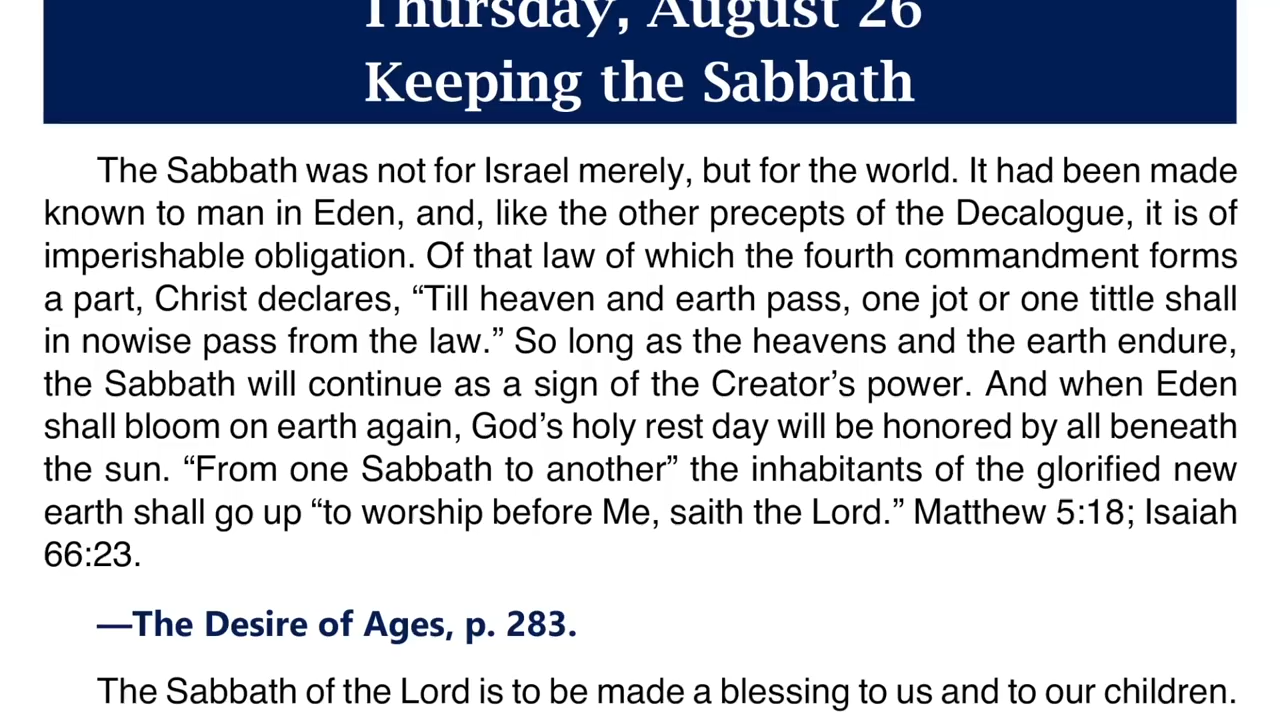 Thursday, August 26
Keeping the Sabbath
The Sabbath was not for Israel merely, but for the world. It had been made
known to man in Eden, and, like the other precepts of the Decalogue, it is of
imperishable obligation. Of that law of which the fourth commandment forms
a part, Christ declares, “Till heaven and earth pass, one jot or one tittle shall
in nowise pass from the law.” So long as the heavens and the earth endure,
the Sabbath will continue as a sign of the Creator’s power. And when Eden
shall bloom on earth again, God’s holy rest day will be honored by all beneath
the sun. “From one Sabbath to another” the inhabitants of the glorified new
earth shall go up “to worship before Me, saith the Lord.” Matthew 5:18; Isaiah
66:23.
—The Desire of Ages, p. 283.
The Sabbath of the Lord is to be made a blessing to us and to our children.